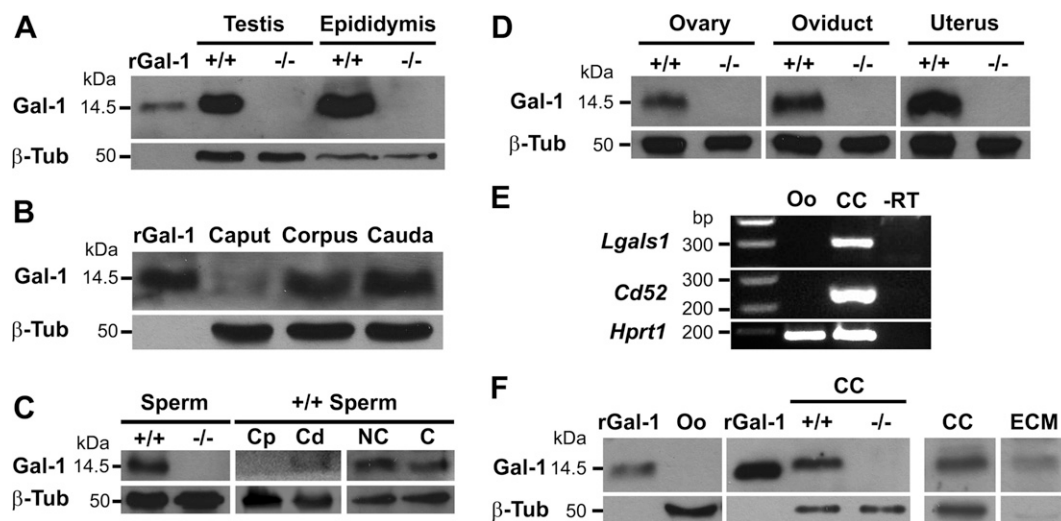 A
Testis Epididymis
rGal-1 +/+ -/- +/+ -/-
kDa
Gal-1 14.5
β-Tub 50
B
rGal-1 Caput Corpus Cauda
kDa
Gal-1 14.5
β-Tub 50
C
Sperm +/+ Sperm
+/+ -/- Cp Cd NC C
kDa
Gal-1 14.5
β-Tub 50
D
Ovary Oviduct Uterus
+/+ -/- +/+ -/- +/+ -/-
kDa
Gal-1 14.5
β-Tub 50
E
Oo CC -RT
bp
Lgals1 300
300
Cd52
200
Hprt1 200
F
CC
rGal-1 Oo rGal-1 +/+ -/- CC ECM
kDa
Gal-1 14.5
β-Tub 50